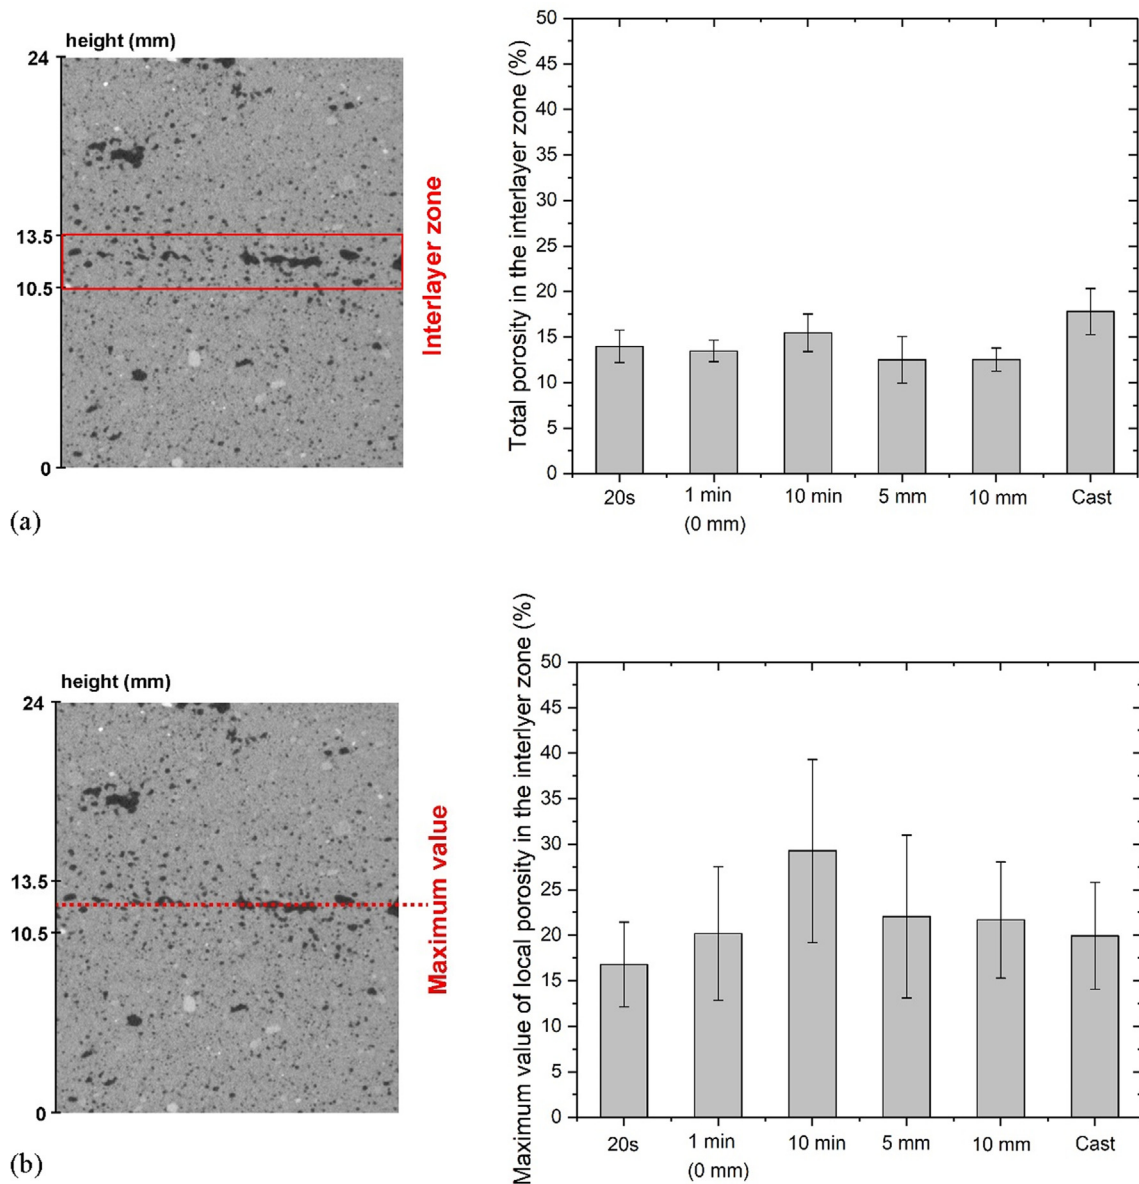 height (mm)
24
13.5
10.5
0
Interlayer zone
(a)
Total porosity in the interlayer zone (%)
50
45
40
35
30
25
20
15
10
5
0
20s
1 min
(0 mm)
10 min
5 mm
10 mm
Cast
height (mm)
24
13.5
10.5
0
Maximum value
(b)
Maximum value of local porosity in the interlyer zone (%)
50
45
40
35
30
25
20
15
10
5
0
20s
1 min
(0 mm)
10 min
5 mm
10 mm
Cast